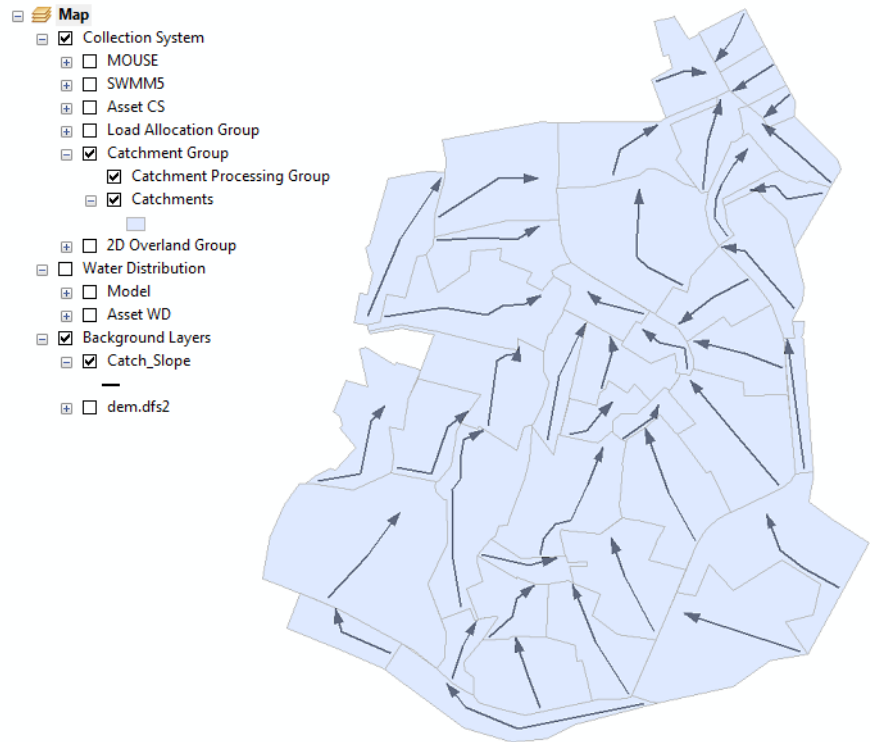 Map
Collection System
MOUSE
SWMM5
Asset CS
Load Allocation Group
Catchment Group
Catchment Processing Group
Catchments
2D Overland Group
Water Distribution
Model
Asset WD
Background Layers
Catch_Slope
dem.dfs2